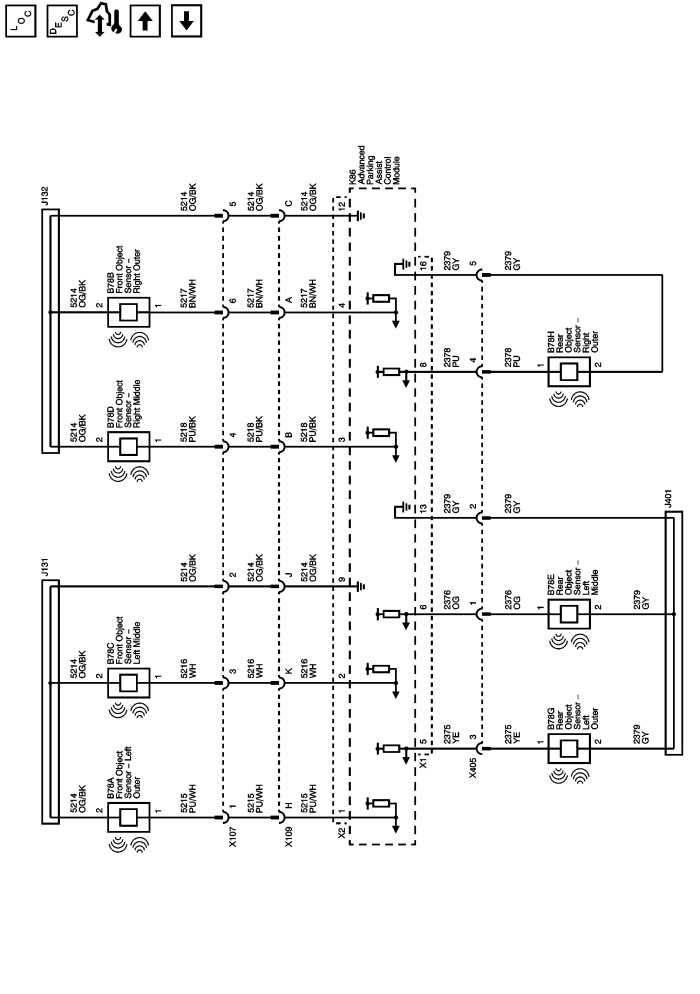 LOC
DESC
J132
5214
OG/BK
B78B
Front Object
Sensor –
Right Outer
2
1
5214
OG/BK
B78D
Front Object
Sensor –
Right Middle
2
1
J131
5214
OG/BK
B78C
Front Object
Sensor –
Left Middle
2
1
5214
OG/BK
B78A
Front Object
Sensor – Left
Outer
2
1
5214
OG/BK
5217
BN/WH
5218
PU/BK
5214
OG/BK
5216
WH
5215
PU/WH
5
6
4
2
3
1
X107
5214
OG/BK
5217
BN/WH
5218
PU/BK
5214
OG/BK
5216
WH
5215
PU/WH
C
A
B
J
K
H
X109
5214
OG/BK
5217
BN/WH
5218
PU/BK
5214
OG/BK
5216
WH
5215
PU/WH
12
4
3
9
2
1
X2
K86
Advanced
Parking
Assist
Control
Module
16
8
13
6
5
X1
2379
GY
2378
PU
2379
GY
2376
OG
2375
YE
5
4
2
1
3
X405
2379
GY
2378
PU
2379
GY
2376
OG
2375
YE
B78H
Rear
Object
Sensor –
Right
Outer
1
2
B78E
Rear
Object
Sensor –
Left
Middle
1
2
B78G
Rear
Object
Sensor –
Left
Outer
1
2
2379
GY
2379
GY
J401